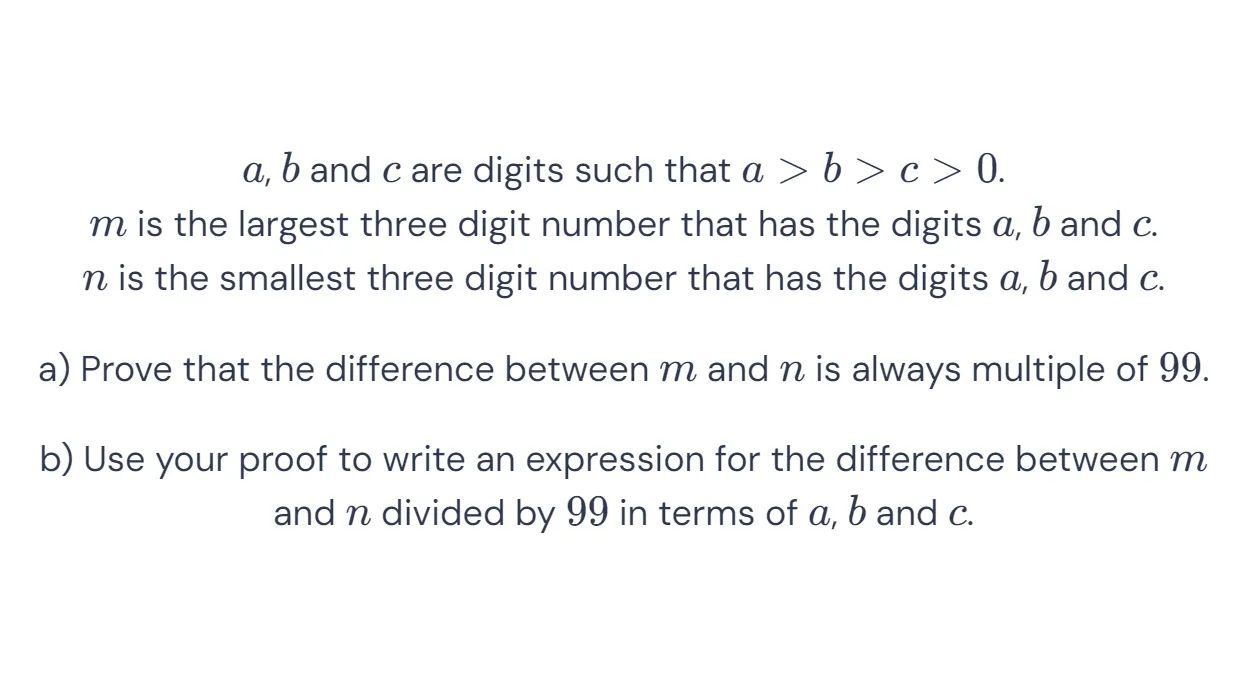 a, b and c are digits such that a > b > c > 0.
m is the largest three digit number that has the digits a, b and c.
n is the smallest three digit number that has the digits a, b and c.
a) Prove that the difference between m and n is always multiple of 99.
b) Use your proof to write an expression for the difference between m
and n divided by 99 in terms of a, b and c.